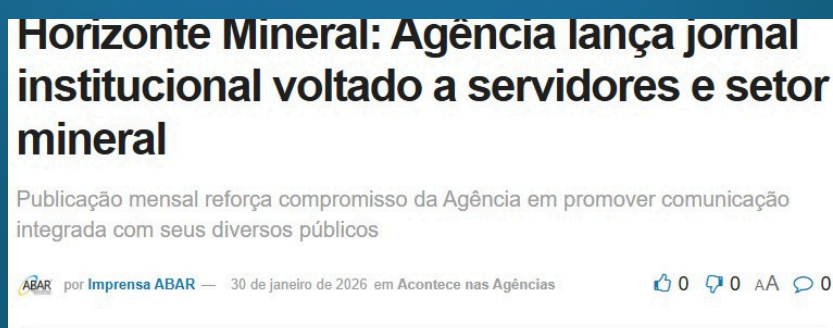 Horizonte Mineral: Agência lança jornal
institucional voltado a servidores e setor
mineral
Publicação mensal reforça compromisso da Agência em promover comunicação
integrada com seus diversos públicos
ABAR por Imprensa ABAR — 30 de janeiro de 2026 em Acontece nas Agências 0 0 AA 0